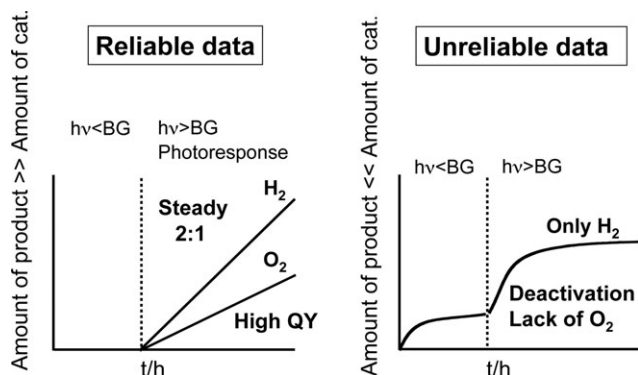 Reliable data
Amount of product >> Amount of cat.
hν<BG
hν>BG
Photoresponse
Steady
2:1
H₂
O₂
High QY
t/h
Unreliable data
Amount of product << Amount of cat.
hν<BG
hν>BG
Only H₂
Deactivation
Lack of O₂
t/h